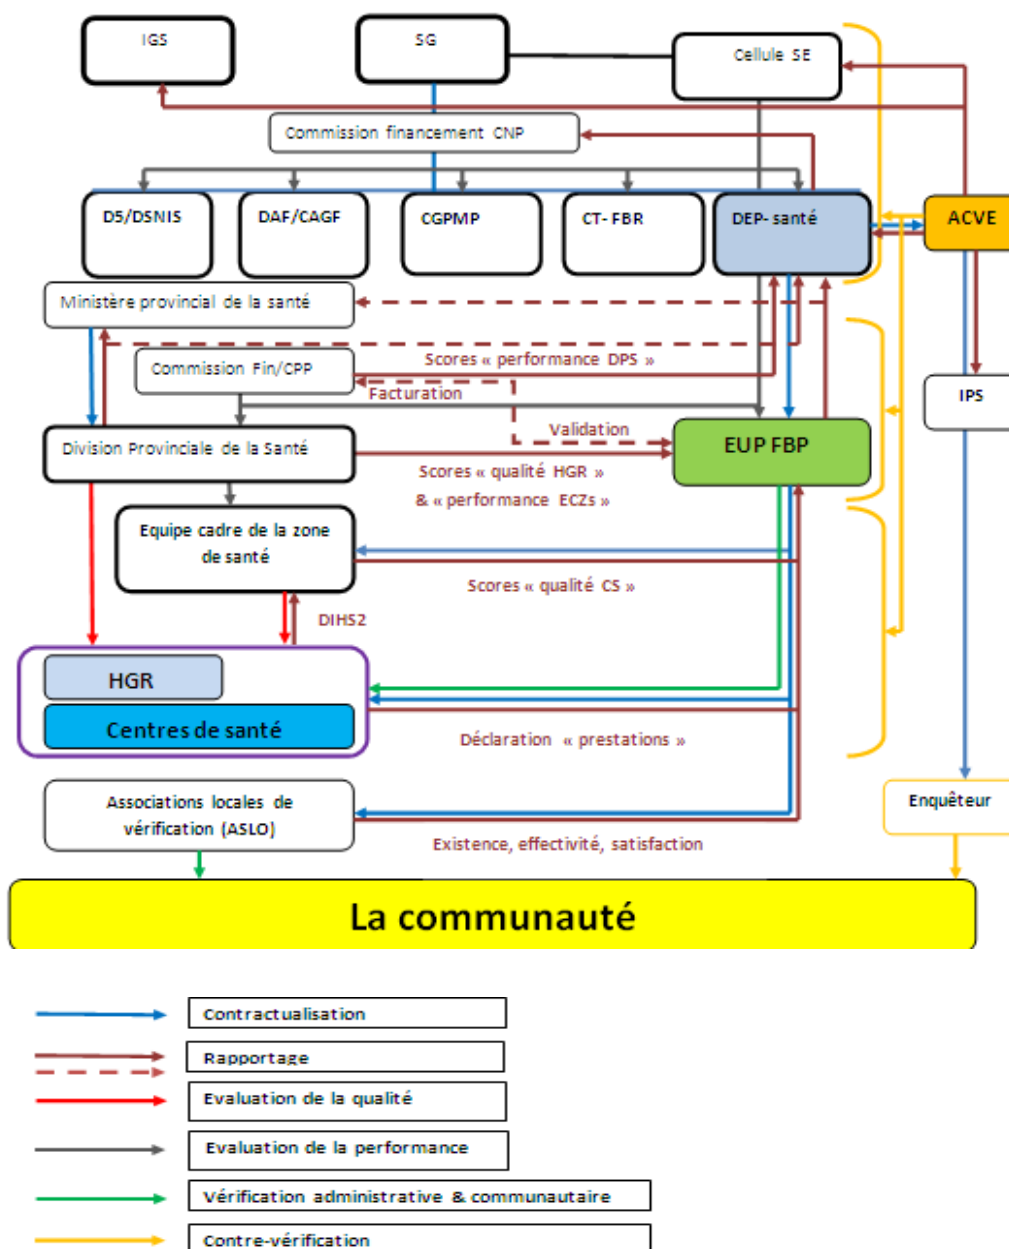 IGS
SG
Cellule SE
Commission financement CNP
D5/DSNIS
DAF/CAGF
CGPMP
CT- FBR
DEP- santé
ACVE
Ministère provincial de la santé
Scores « performance DPS »
Commission Fin/CPP
Facturation
IPS
Validation
Division Provinciale de la Santé
EUP FBP
Scores « qualité HGR »
& « performance ECZs »
Equipe cadre de la zone
de santé
Scores « qualité CS »
DIHS2
HGR
Centres de santé
Déclaration « prestations »
Associations locales de
vérification (ASLO)
Enquêteur
Existence, effectivité, satisfaction
La communauté
Contractualisation
Rapportage
Evaluation de la qualité
Evaluation de la performance
Vérification administrative & communautaire
Contre-vérification